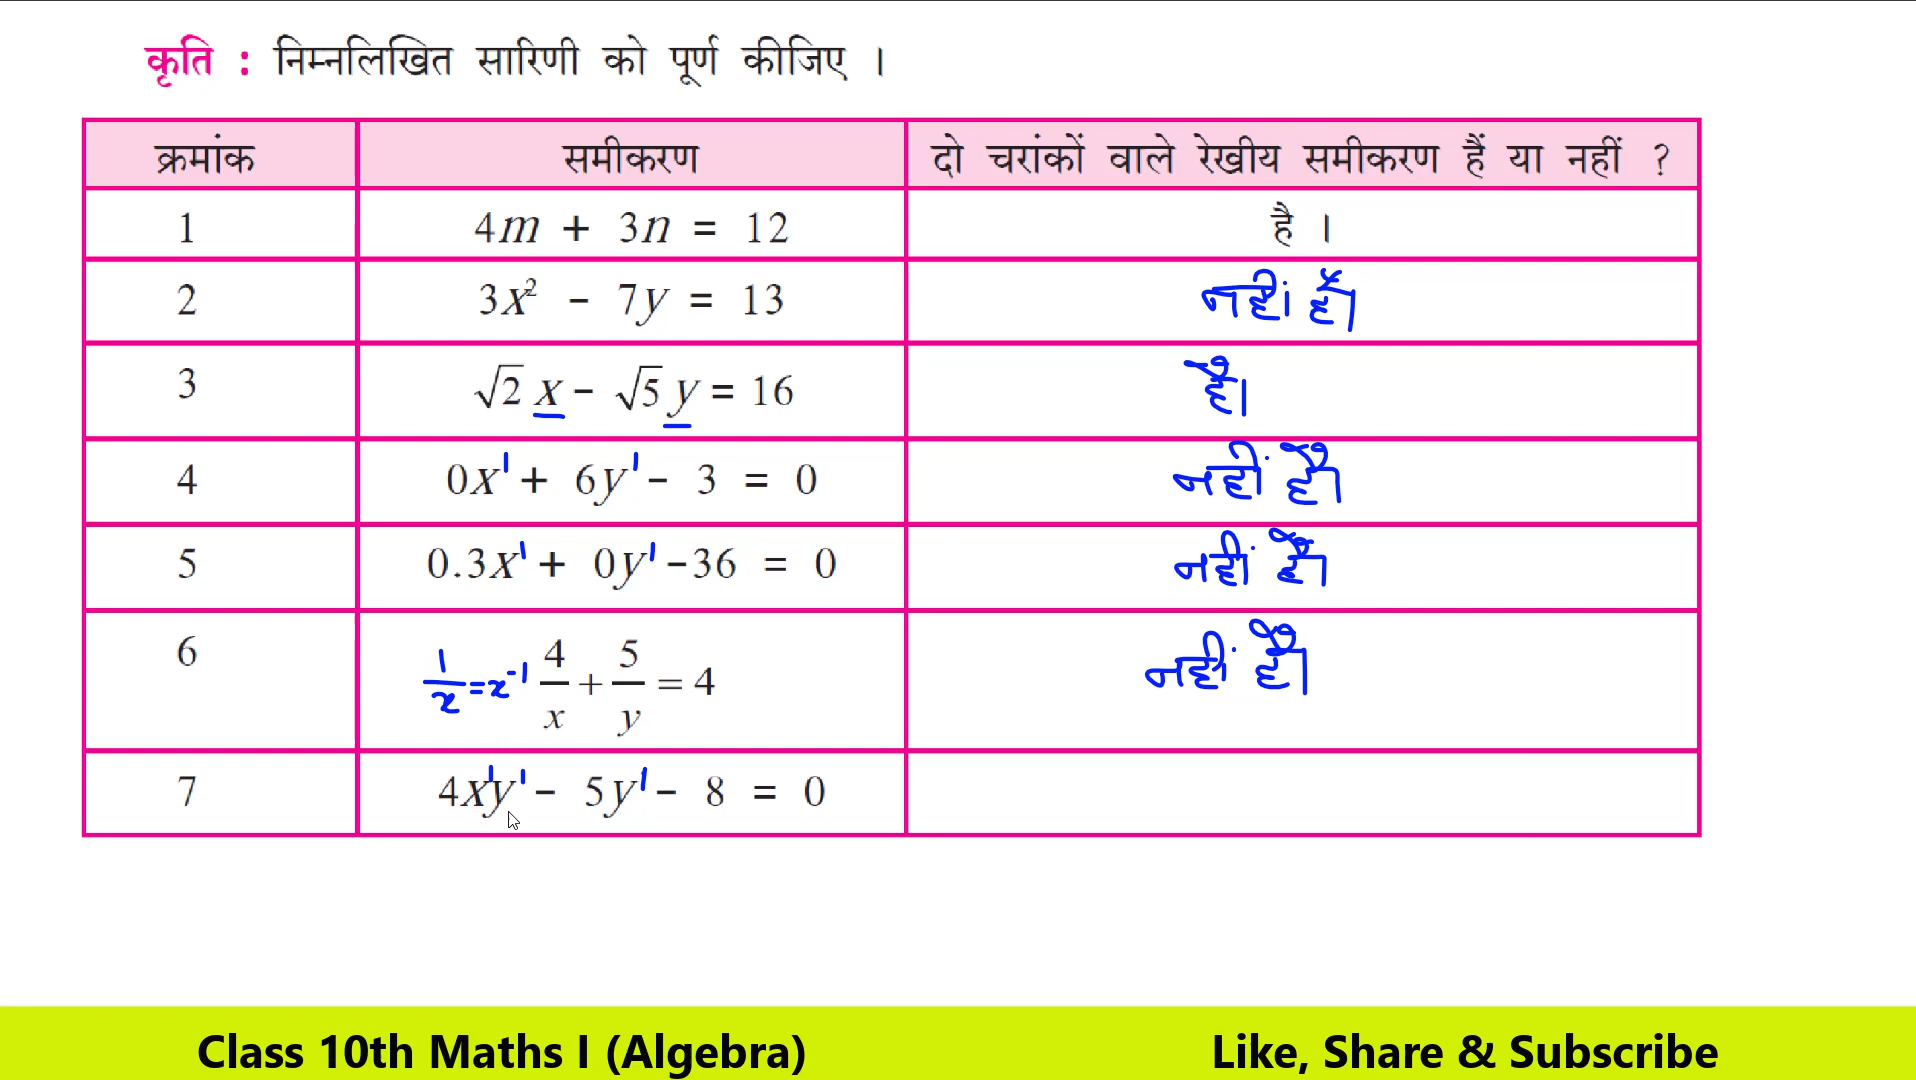 कृति : निम्नलिखित सारिणी को पूर्ण कीजिए ।
क्रमांक समीकरण दो चरांकों वाले रेखीय समीकरण हैं या नहीं ?
1 4m + 3n = 12 है ।
2 3x² - 7y = 13 नहीं है।
3 √2 x - √5 y = 16 है।
4 0x¹ + 6y¹ - 3 = 0 नहीं है।
5 0.3x¹ + 0y¹ -36 = 0 नहीं है।
6 1/x = x⁻¹ 4/x + 5/y = 4 नहीं है।
7 4x¹y¹ - 5y¹ - 8 = 0
Class 10th Maths I (Algebra) Like, Share & Subscribe